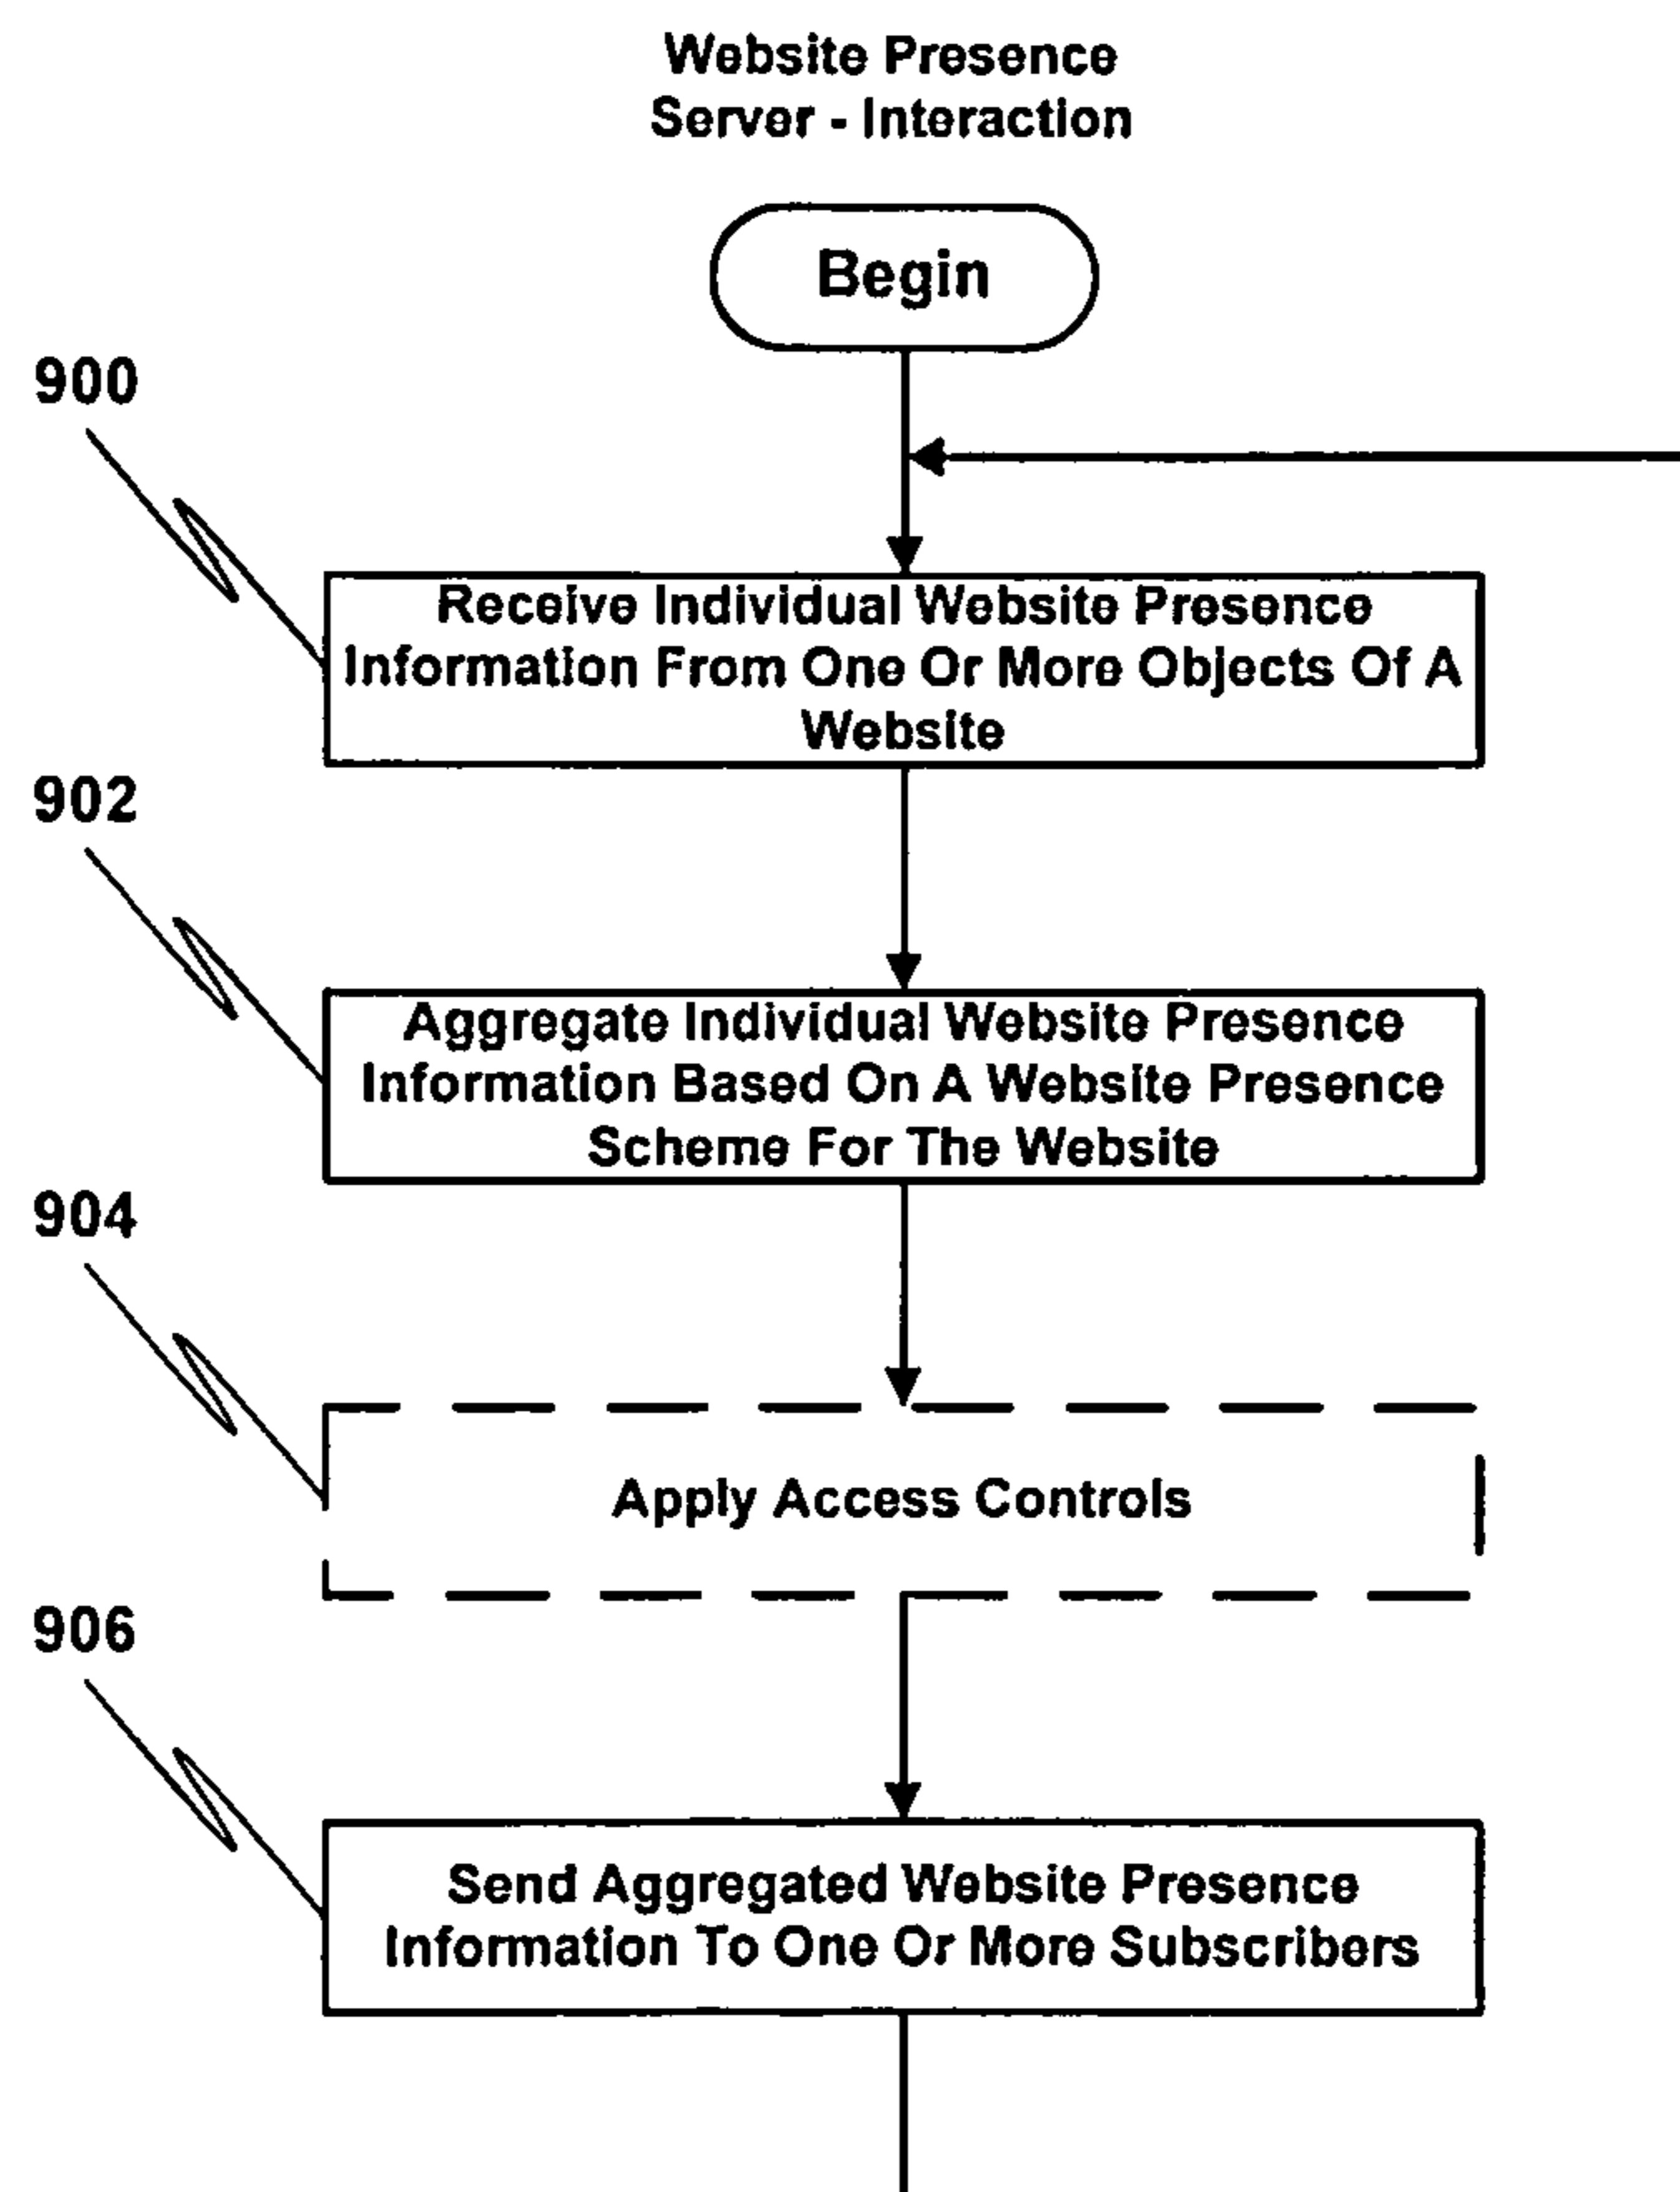 Website Presence
Server - Interaction
Begin
900
Receive Individual Website Presence
Information From One Or More Objects Of A
Website
902
Aggregate Individual Website Presence
Information Based On A Website Presence
Scheme For The Website
904
Apply Access Controls
906
Send Aggregated Website Presence
Information To One Or More Subscribers